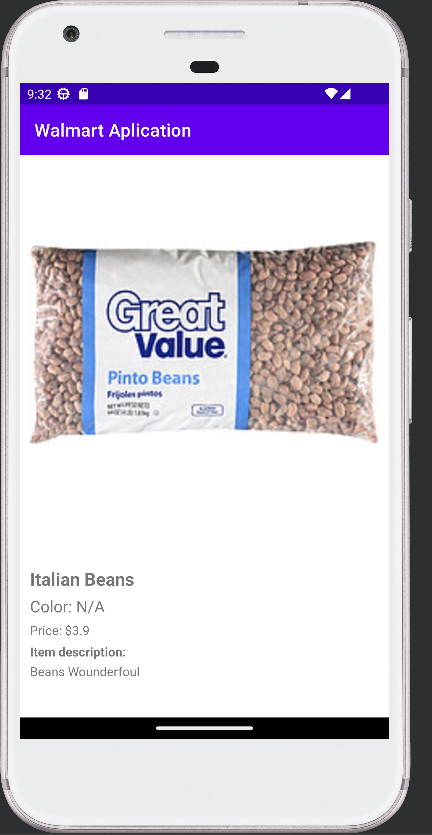 9:32
Walmart Aplication
Great
Value
Pinto Beans
Frijoles pintos
Italian Beans
Color: N/A
Price: $3.9
Item description:
Beans Wounderfoul